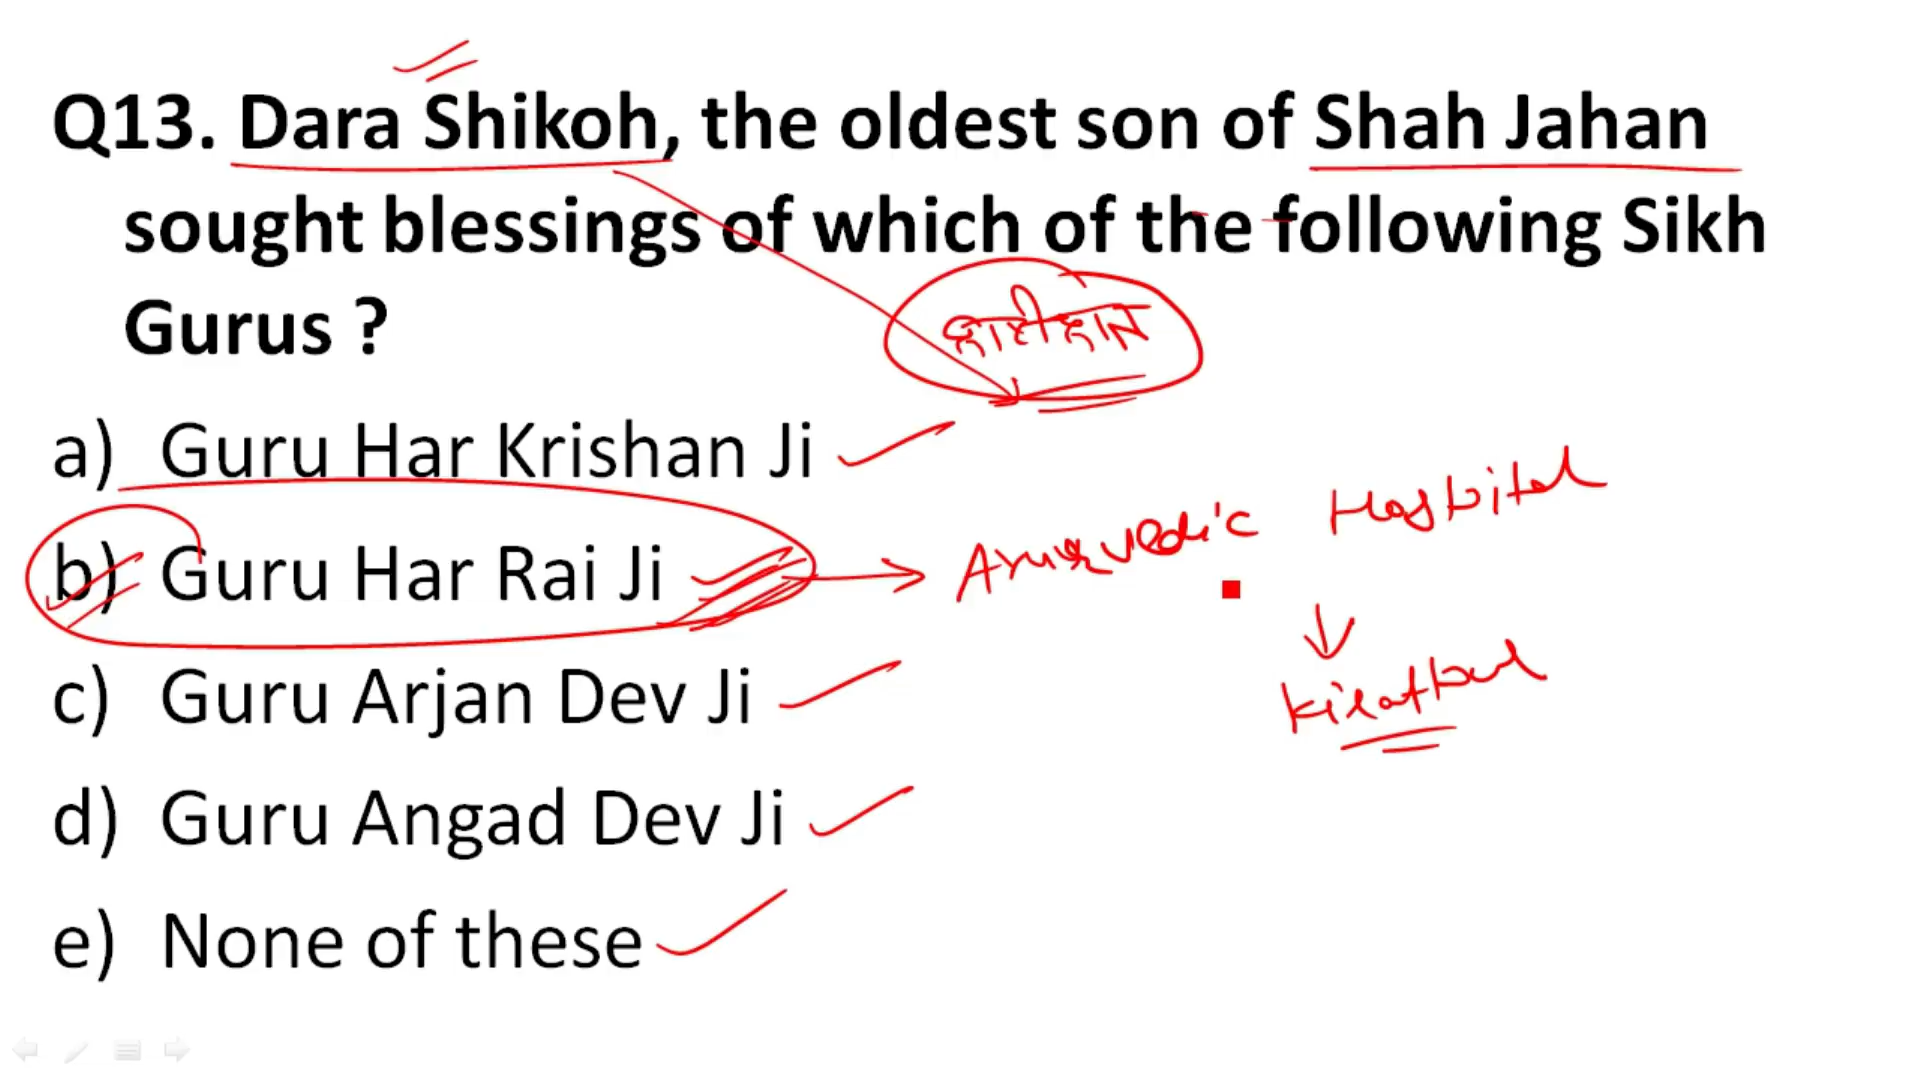 Q13. Dara Shikoh, the oldest son of Shah Jahan
sought blessings of which of the following Sikh
Gurus ?
a) Guru Har Krishan Ji
b) Guru Har Rai Ji
Ayurvedic Hospital
Kiratpur
c) Guru Arjan Dev Ji
d) Guru Angad Dev Ji
e) None of these